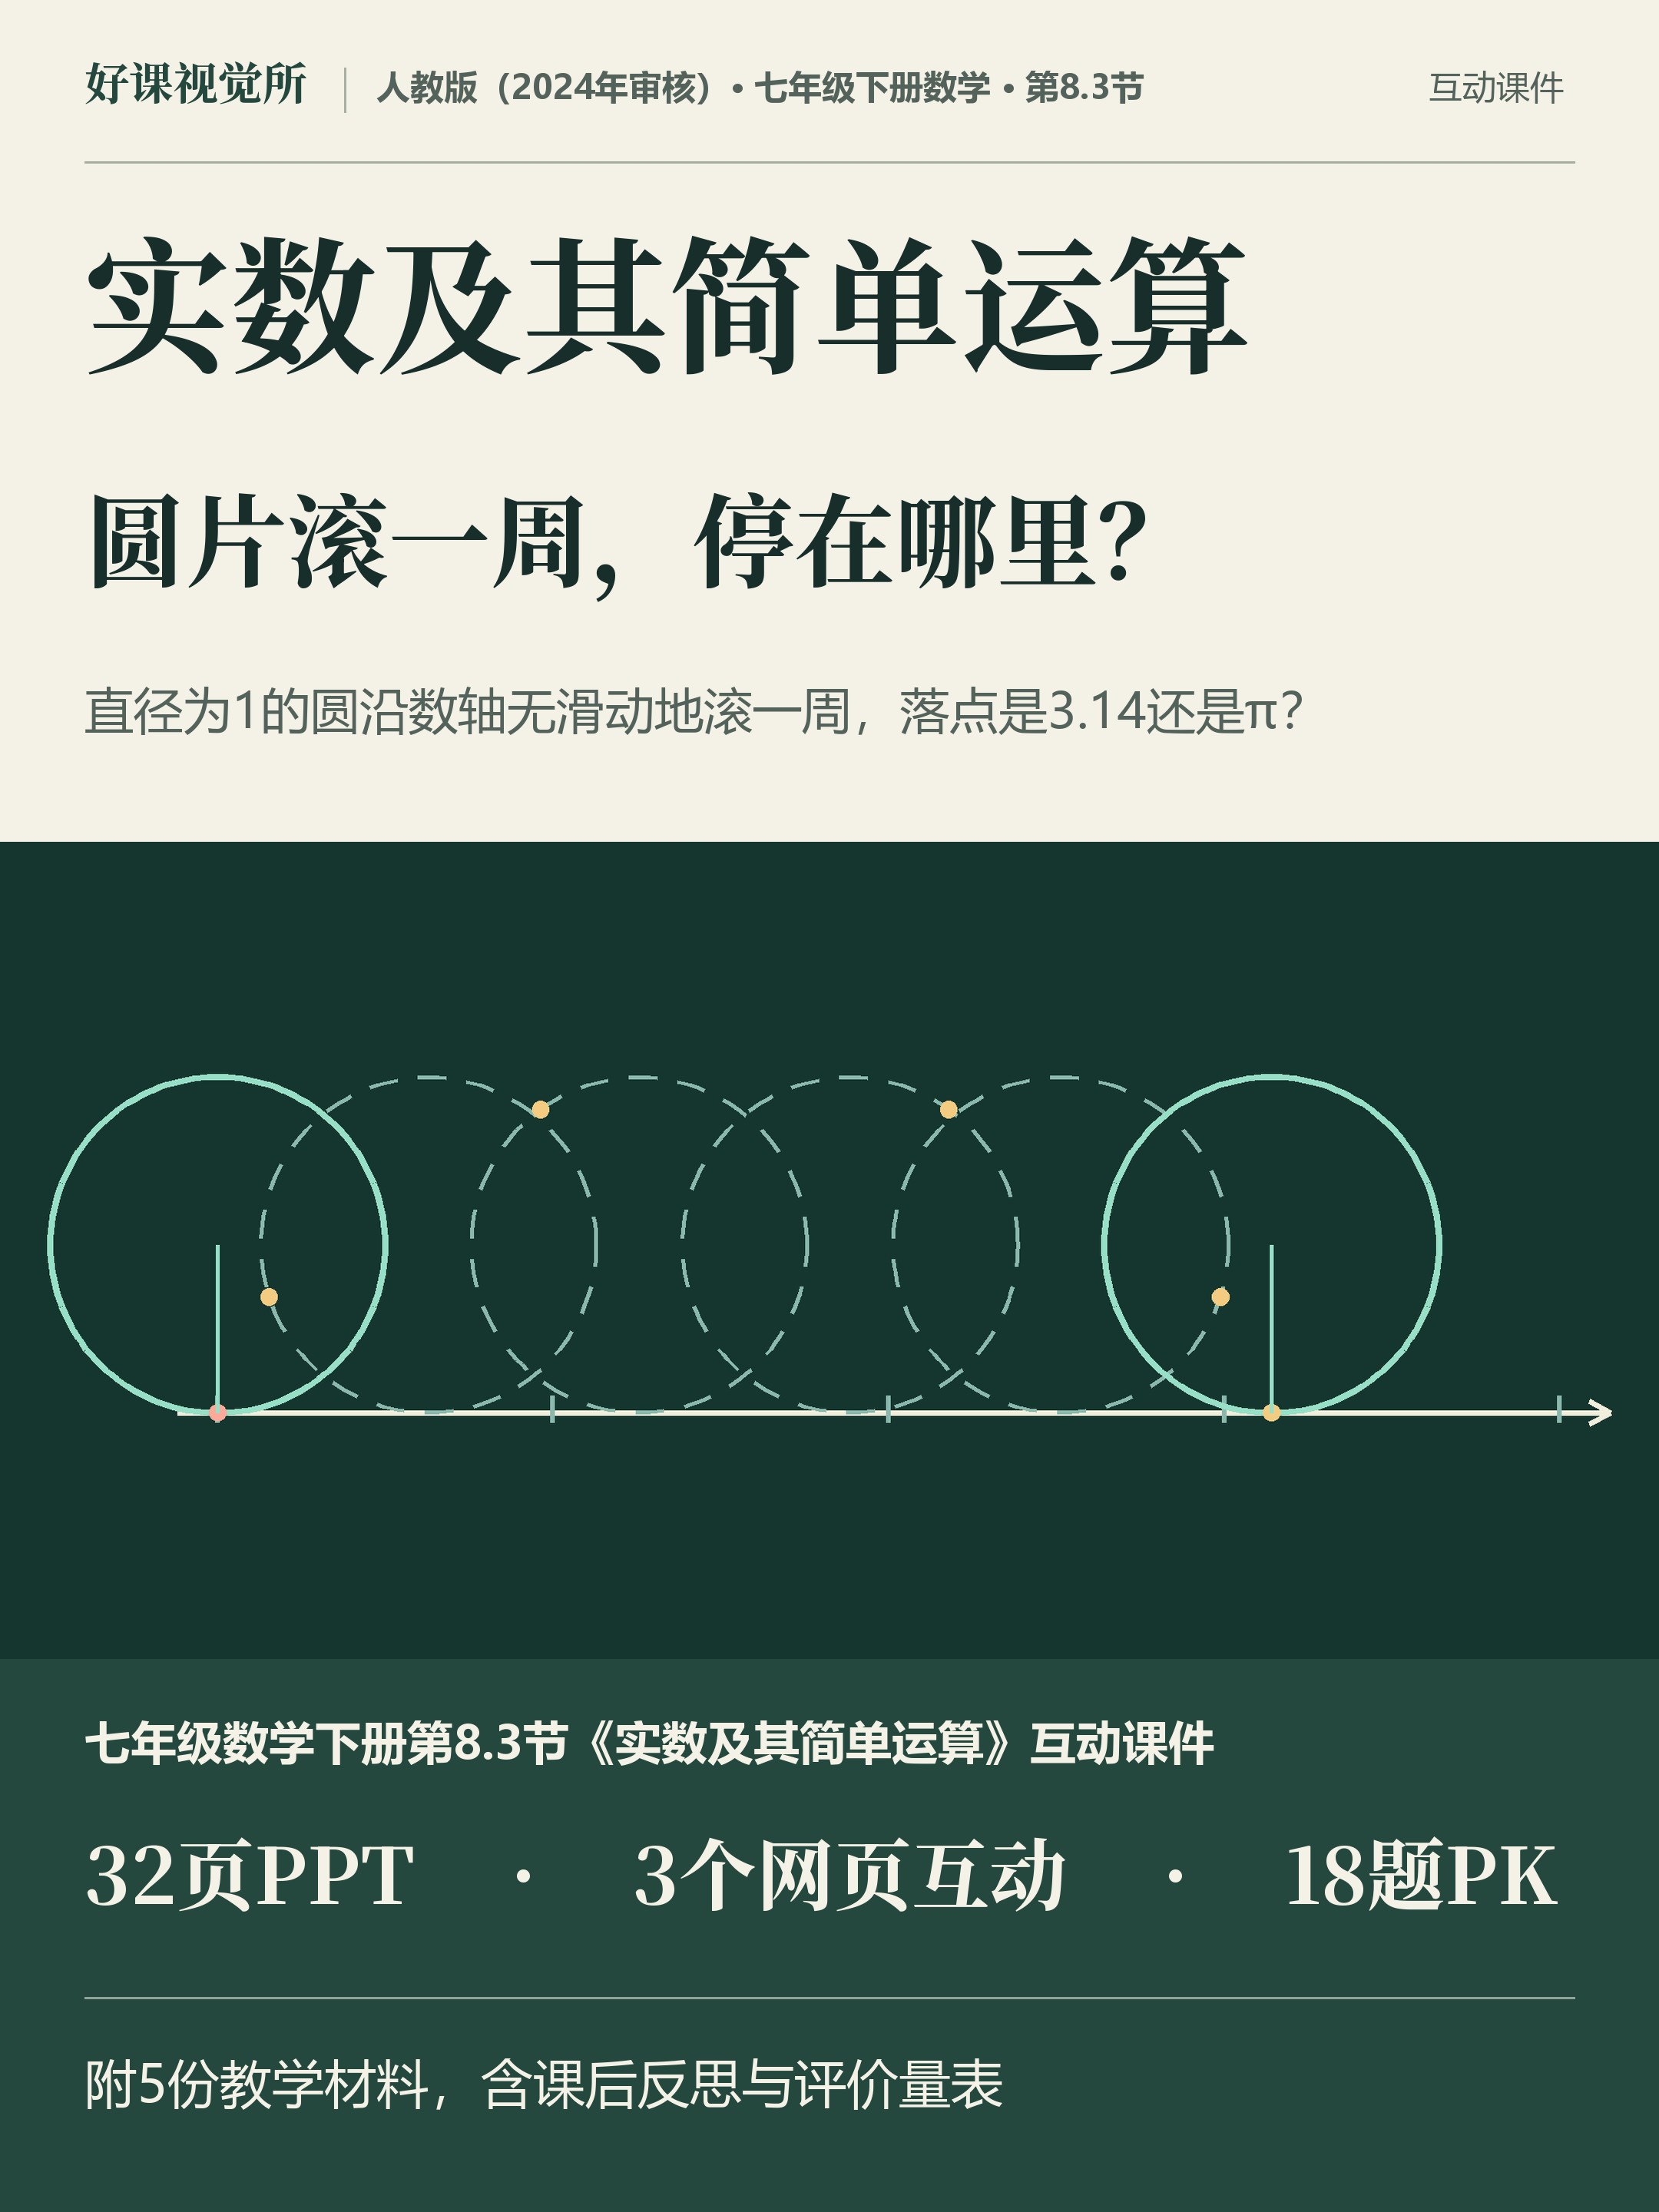 好课视觉所
人教版（2024年审核）• 七年级下册数学 • 第8.3节
互动课件
实数及其简单运算
圆片滚一周，停在哪里？
直径为1的圆沿数轴无滑动地滚一周，落点是3.14还是π？
七年级数学下册第8.3节《实数及其简单运算》互动课件
32页PPT · 3个网页互动 · 18题PK
附5份教学材料，含课后反思与评价量表